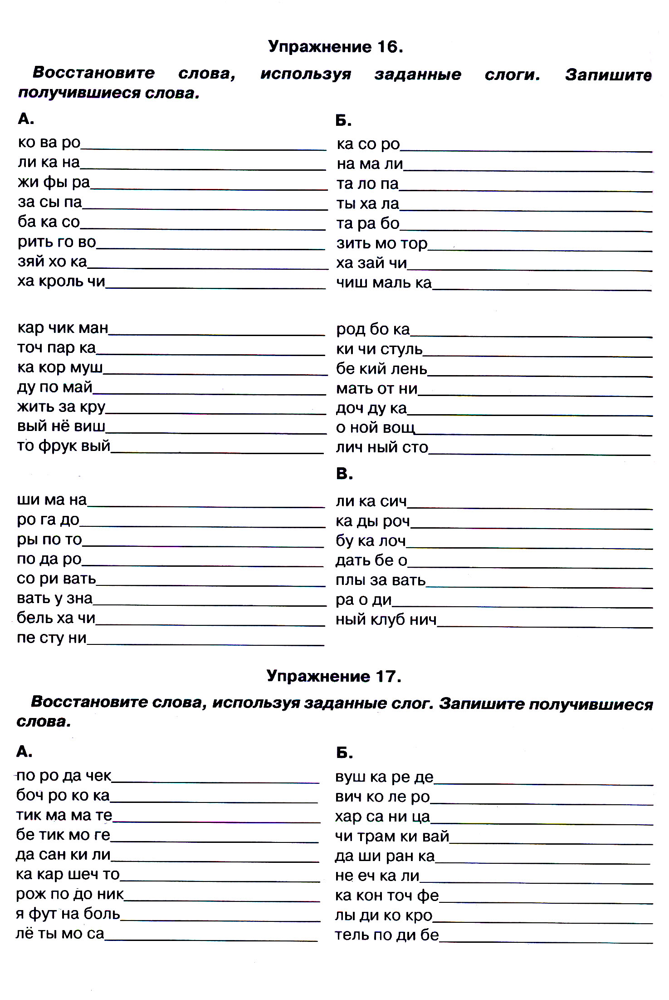 Упражнение 16.
Восстановите слова, используя заданные слоги. Запишите
получившиеся слова.
А.
ко ва ро
ли ка на
жи фы ра
за сы па
ба ка со
рить го во
зяй хо ка
ха кроль чи
кар чик ман
точ пар ка
ка кор муш
ду по май
жить за кру
вый нё виш
то фрук вый
ши ма на
ро га до
ры по то
по да ро
со ри вать
вать у зна
бель ха чи
пе сту ни
Б.
ка со ро
на ма ли
та ло па
ты ха ла
та ра бо
зить мо тор
ха зай чи
чиш маль ка
род бо ка
ки чи стуль
бе кий лень
мать от ни
доч ду ка
о ной вощ
лич ный сто
В.
ли ка сич
ка ды роч
бу ка лоч
дать бе о
плы за вать
ра о ди
ный клуб нич
Упражнение 17.
Восстановите слова, используя заданные слог. Запишите получившиеся
слова.
А.
по ро да чек
боч ро ко ка
тик ма ма те
бе тик мо ге
да сан ки ли
ка кар шеч то
рож по до ник
я фут на боль
лё ты мо са
Б.
вуш ка ре де
вич ко ле ро
хар са ни ца
чи трам ки вай
да ши ран ка
не еч ка ли
ка кон точ фе
лы ди ко кро
тель по ди бе